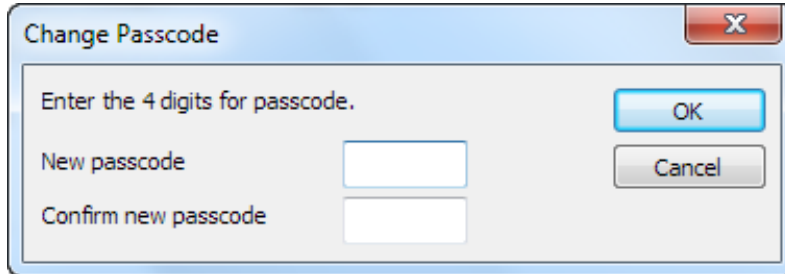 Change Passcode
Enter the 4 digits for passcode.
OK
New passcode
Cancel
Confirm new passcode